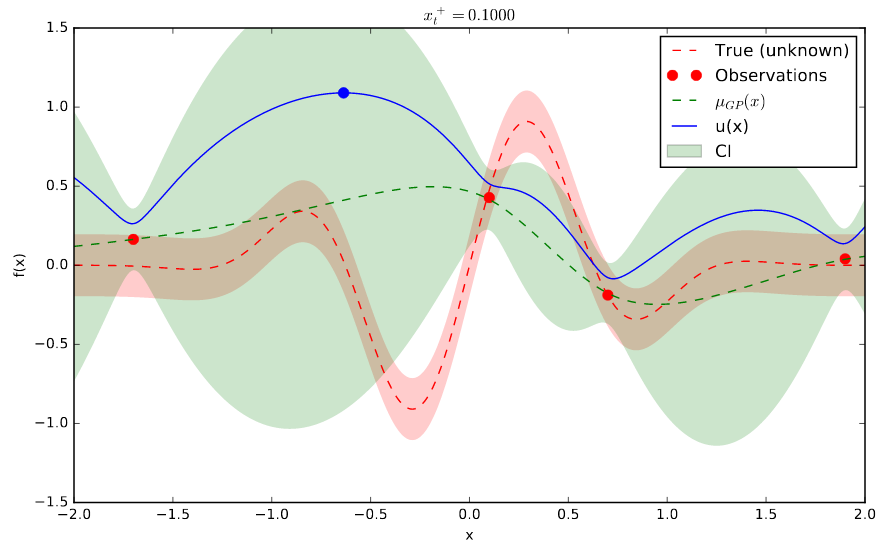 x_t^+ = 0.1000
1.5
1.0
0.5
0.0
−0.5
−1.0
−1.5
f(x)
True (unknown)
Observations
μ_GP(x)
u(x)
CI
−2.0 −1.5 −1.0 −0.5 0.0 0.5 1.0 1.5 2.0
x